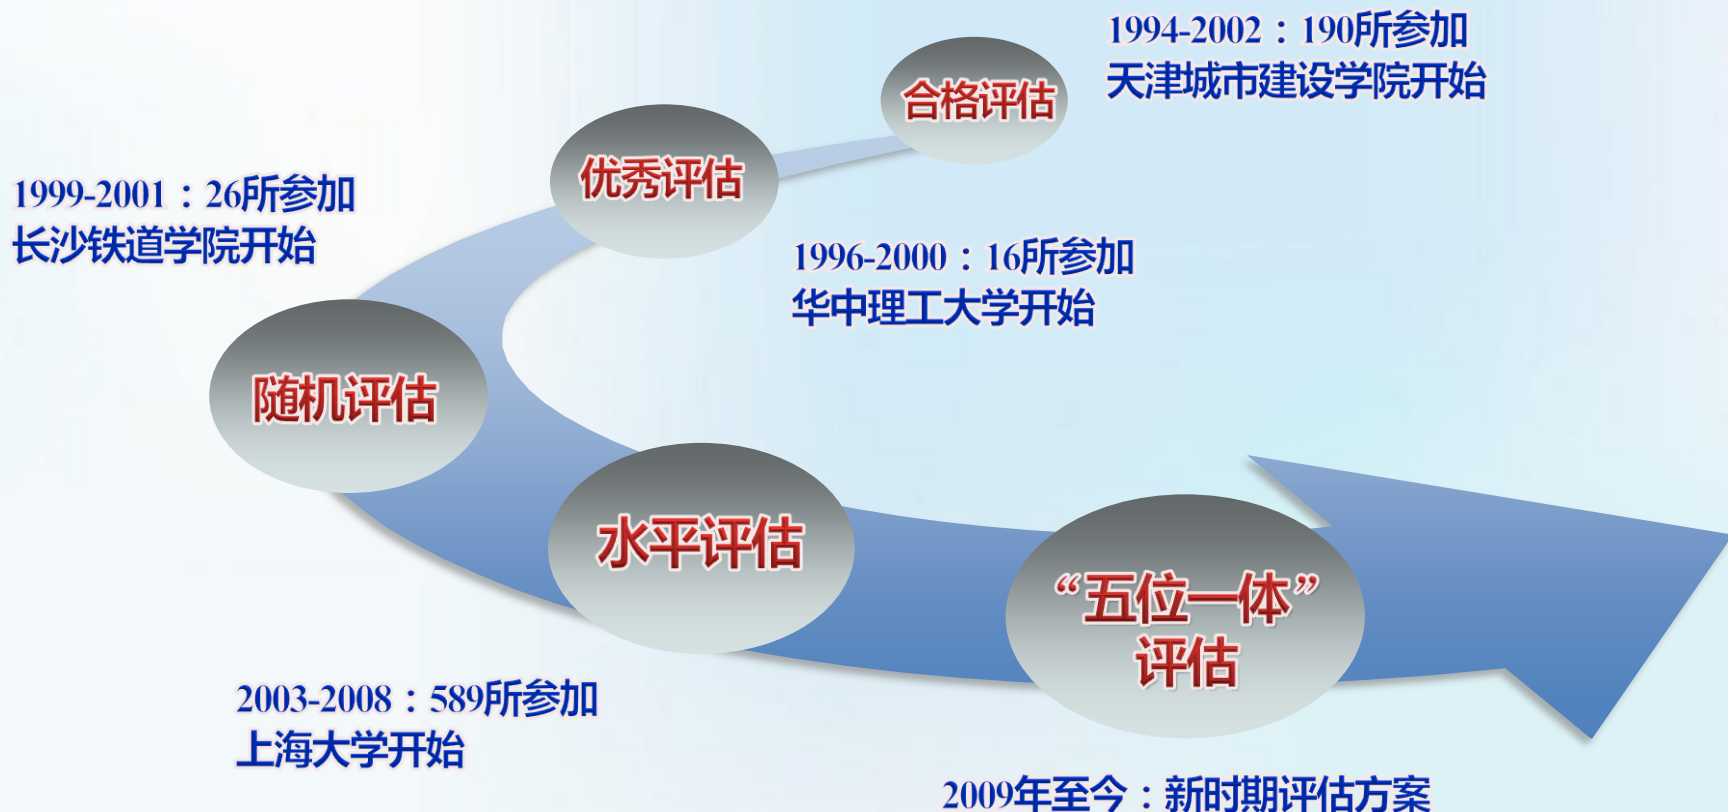 1994-2002：190所参加
天津城市建设学院开始
合格评估
优秀评估
1996-2000：16所参加
华中理工大学开始
1999-2001：26所参加
长沙铁道学院开始
随机评估
水平评估
2003-2008：589所参加
上海大学开始
“五位一体”
评估
2009年至今：新时期评估方案